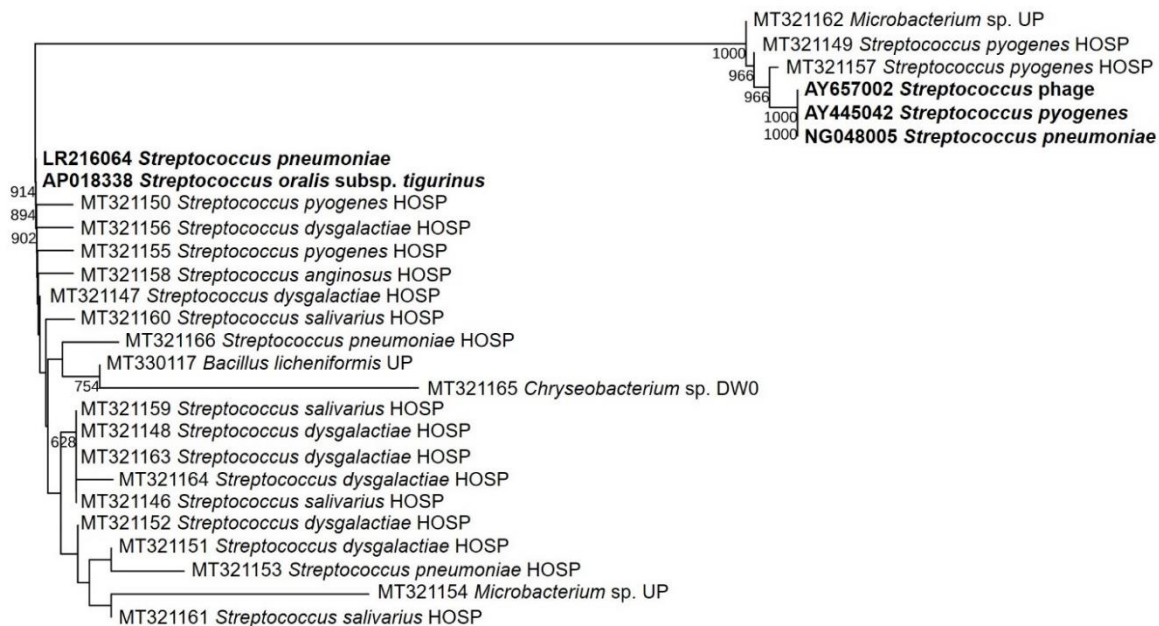 MT321162 Microbacterium sp. UP
1000
MT321149 Streptococcus pyogenes HOSP
966
MT321157 Streptococcus pyogenes HOSP
966
AY657002 Streptococcus phage
1000
AY445042 Streptococcus pyogenes
1000
NG048005 Streptococcus pneumoniae
LR216064 Streptococcus pneumoniae
AP018338 Streptococcus oralis subsp. tigurinus
914
MT321150 Streptococcus pyogenes HOSP
894
MT321156 Streptococcus dysgalactiae HOSP
902
MT321155 Streptococcus pyogenes HOSP
MT321158 Streptococcus anginosus HOSP
MT321147 Streptococcus dysgalactiae HOSP
MT321160 Streptococcus salivarius HOSP
MT321166 Streptococcus pneumoniae HOSP
MT330117 Bacillus licheniformis UP
754
MT321165 Chryseobacterium sp. DW0
MT321159 Streptococcus salivarius HOSP
MT321148 Streptococcus dysgalactiae HOSP
628
MT321163 Streptococcus dysgalactiae HOSP
MT321164 Streptococcus dysgalactiae HOSP
MT321146 Streptococcus salivarius HOSP
MT321152 Streptococcus dysgalactiae HOSP
MT321151 Streptococcus dysgalactiae HOSP
MT321153 Streptococcus pneumoniae HOSP
MT321154 Microbacterium sp. UP
MT321161 Streptococcus salivarius HOSP